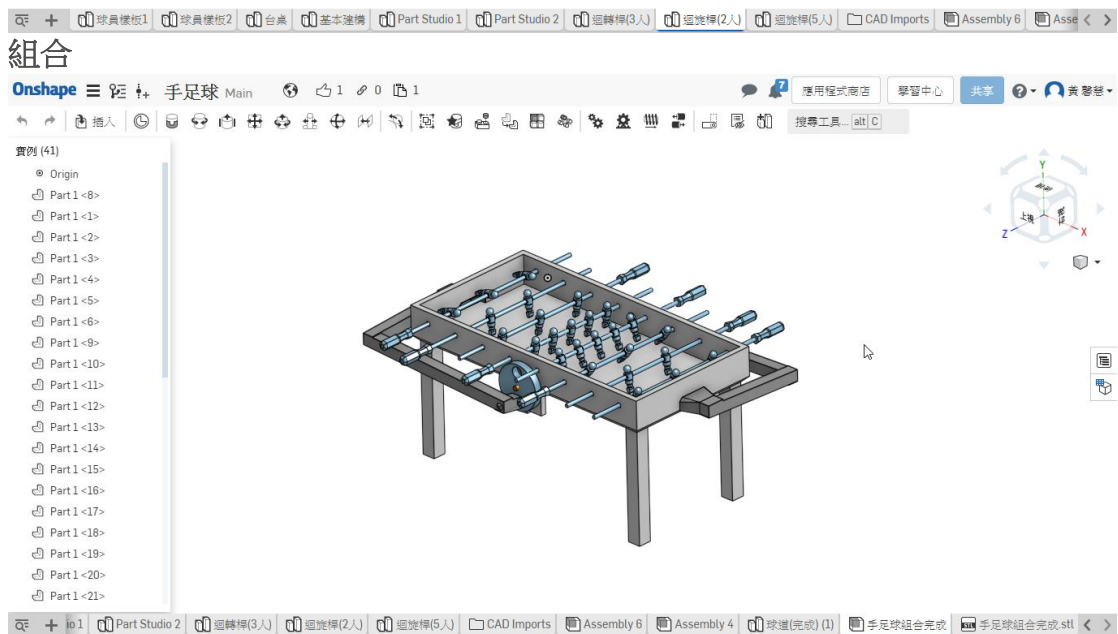 球員樣板1 球員樣板2 台桌 基本建構 Part Studio 1 Part Studio 2 迴轉桿(3人) 迴旋桿(2人) 迴旋桿(5人) CAD Imports Assembly 6 Asse
組合
Onshape 手足球 Main 1 0 1 7 應用程式商店 學習中心 共享 黃馨慈
插入 搜尋工具... alt C
實例 (41)
Origin
Part 1 <8>
Part 1 <1>
Part 1 <2>
Part 1 <3>
Part 1 <4>
Part 1 <5>
Part 1 <6>
Part 1 <9>
Part 1 <10>
Part 1 <11>
Part 1 <12>
Part 1 <13>
Part 1 <14>
Part 1 <15>
Part 1 <16>
Part 1 <17>
Part 1 <18>
Part 1 <19>
Part 1 <20>
Part 1 <21>
Y
上視
Z X
io 1 Part Studio 2 迴轉桿(3人) 迴旋桿(2人) 迴旋桿(5人) CAD Imports Assembly 6 Assembly 4 球道(完成) (1) 手足球組合完成 手足球組合完成.stl